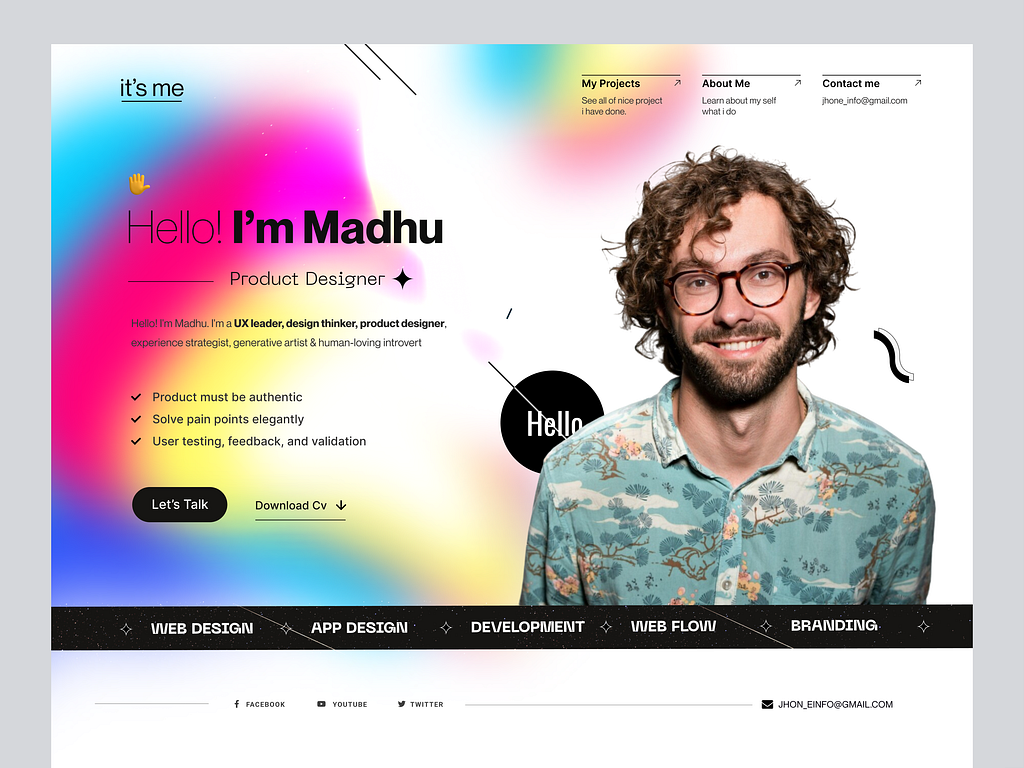 it's me
My Projects
See all of nice project
i have done.
About Me
Learn about my self
what i do
Contact me
jhone_info@gmail.com
Hello! I'm Madhu
Product Designer
Hello! I'm Madhu. I'm a UX leader, design thinker, product designer,
experience strategist, generative artist & human-loving introvert
Product must be authentic
Solve pain points elegantly
User testing, feedback, and validation
Let's Talk
Download Cv
Hello
WEB DESIGN
APP DESIGN
DEVELOPMENT
WEB FLOW
BRANDING
FACEBOOK
YOUTUBE
TWITTER
JHON_EINFO@GMAIL.COM